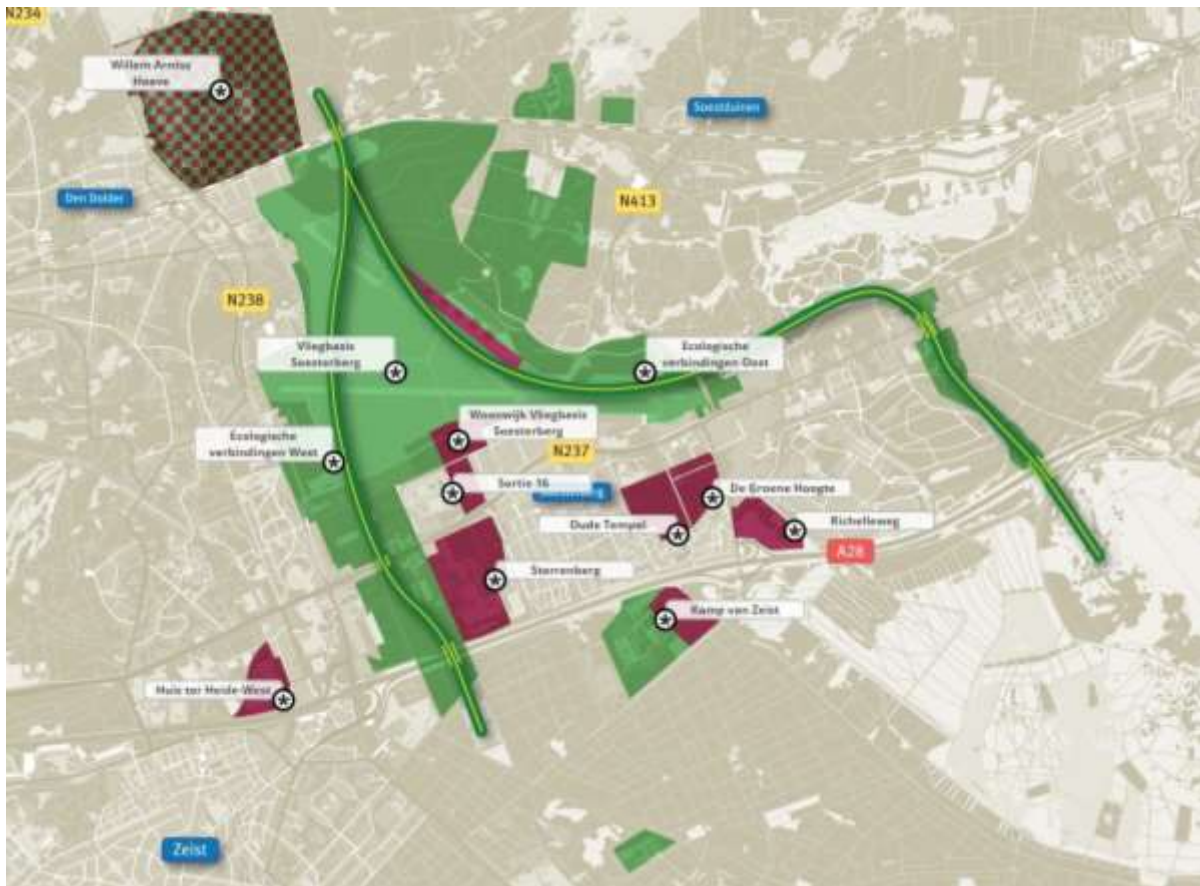 N234
Willem Arntsz
Hoeve
Soestduinen
Den Dolder
N413
N238
Vliegbasis
Soesterberg
Ecologische
verbindingen Oost
Woonwijk Vliegbasis
Soesterberg
Ecologische
verbindingen West
N237
Sortie 16
De Groene Hoogte
Oude Tempel
Richelleweg
A28
Sterrenberg
Kamp van Zeist
Huis ter Heide-West
Zeist